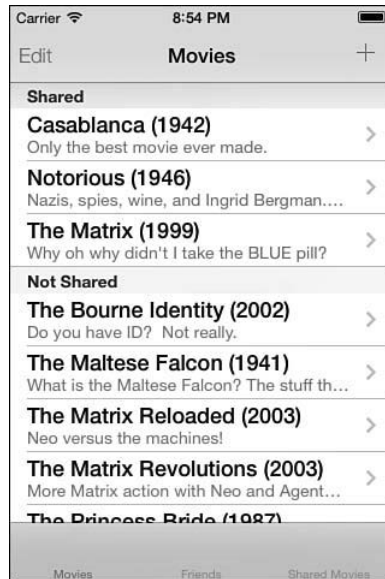 Carrier 8:54 PM
Edit Movies +
Shared
Casablanca (1942)
Only the best movie ever made.
Notorious (1946)
Nazis, spies, wine, and Ingrid Bergman....
The Matrix (1999)
Why oh why didn't I take the BLUE pill?
Not Shared
The Bourne Identity (2002)
Do you have ID?  Not really.
The Maltese Falcon (1941)
What is the Maltese Falcon? The stuff th...
The Matrix Reloaded (2003)
Neo versus the machines!
The Matrix Revolutions (2003)
More Matrix action with Neo and Agent...
The Princess Bride (1987)
Movies Friends Shared Movies